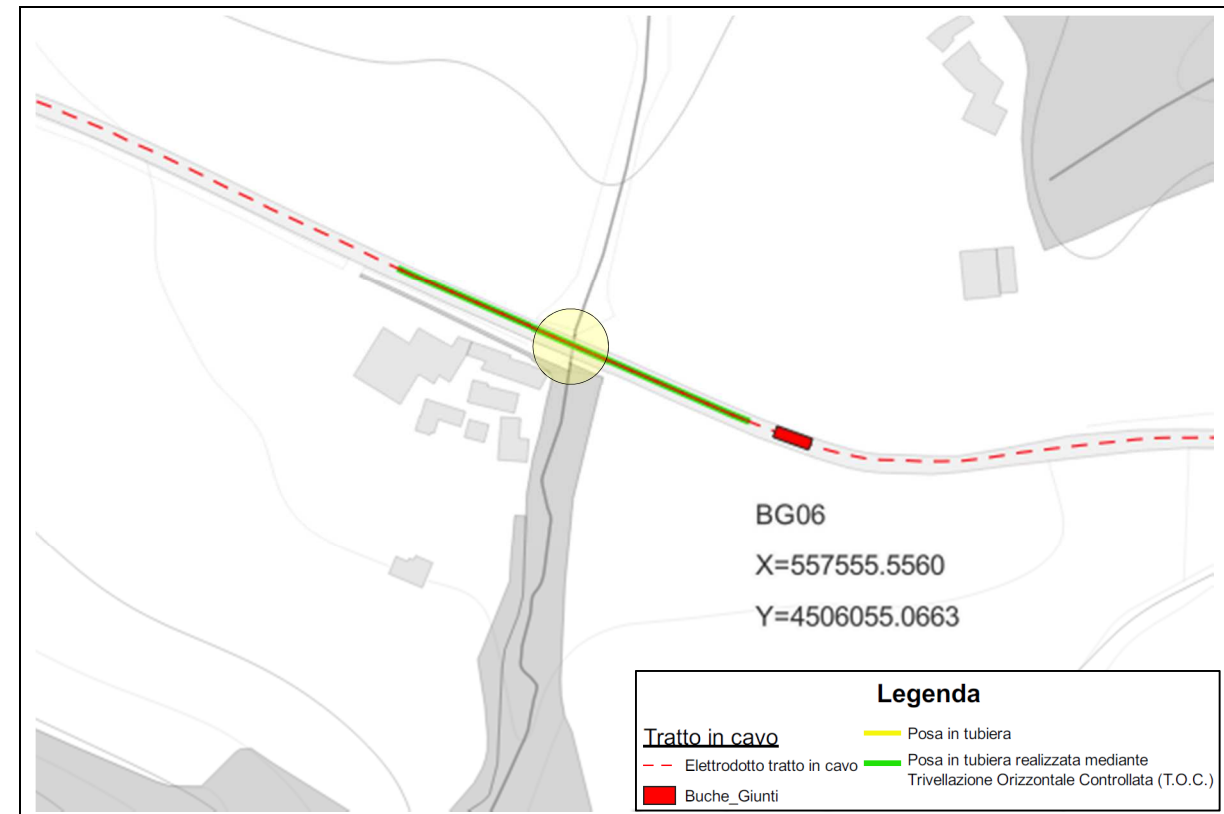 BG06
X=557555.5560
Y=4506055.0663
Legenda
Tratto in cavo
Elettrodotto tratto in cavo
Buche_Giunti
Posa in tubiera
Posa in tubiera realizzata mediante
Trivellazione Orizzontale Controllata (T.O.C.)